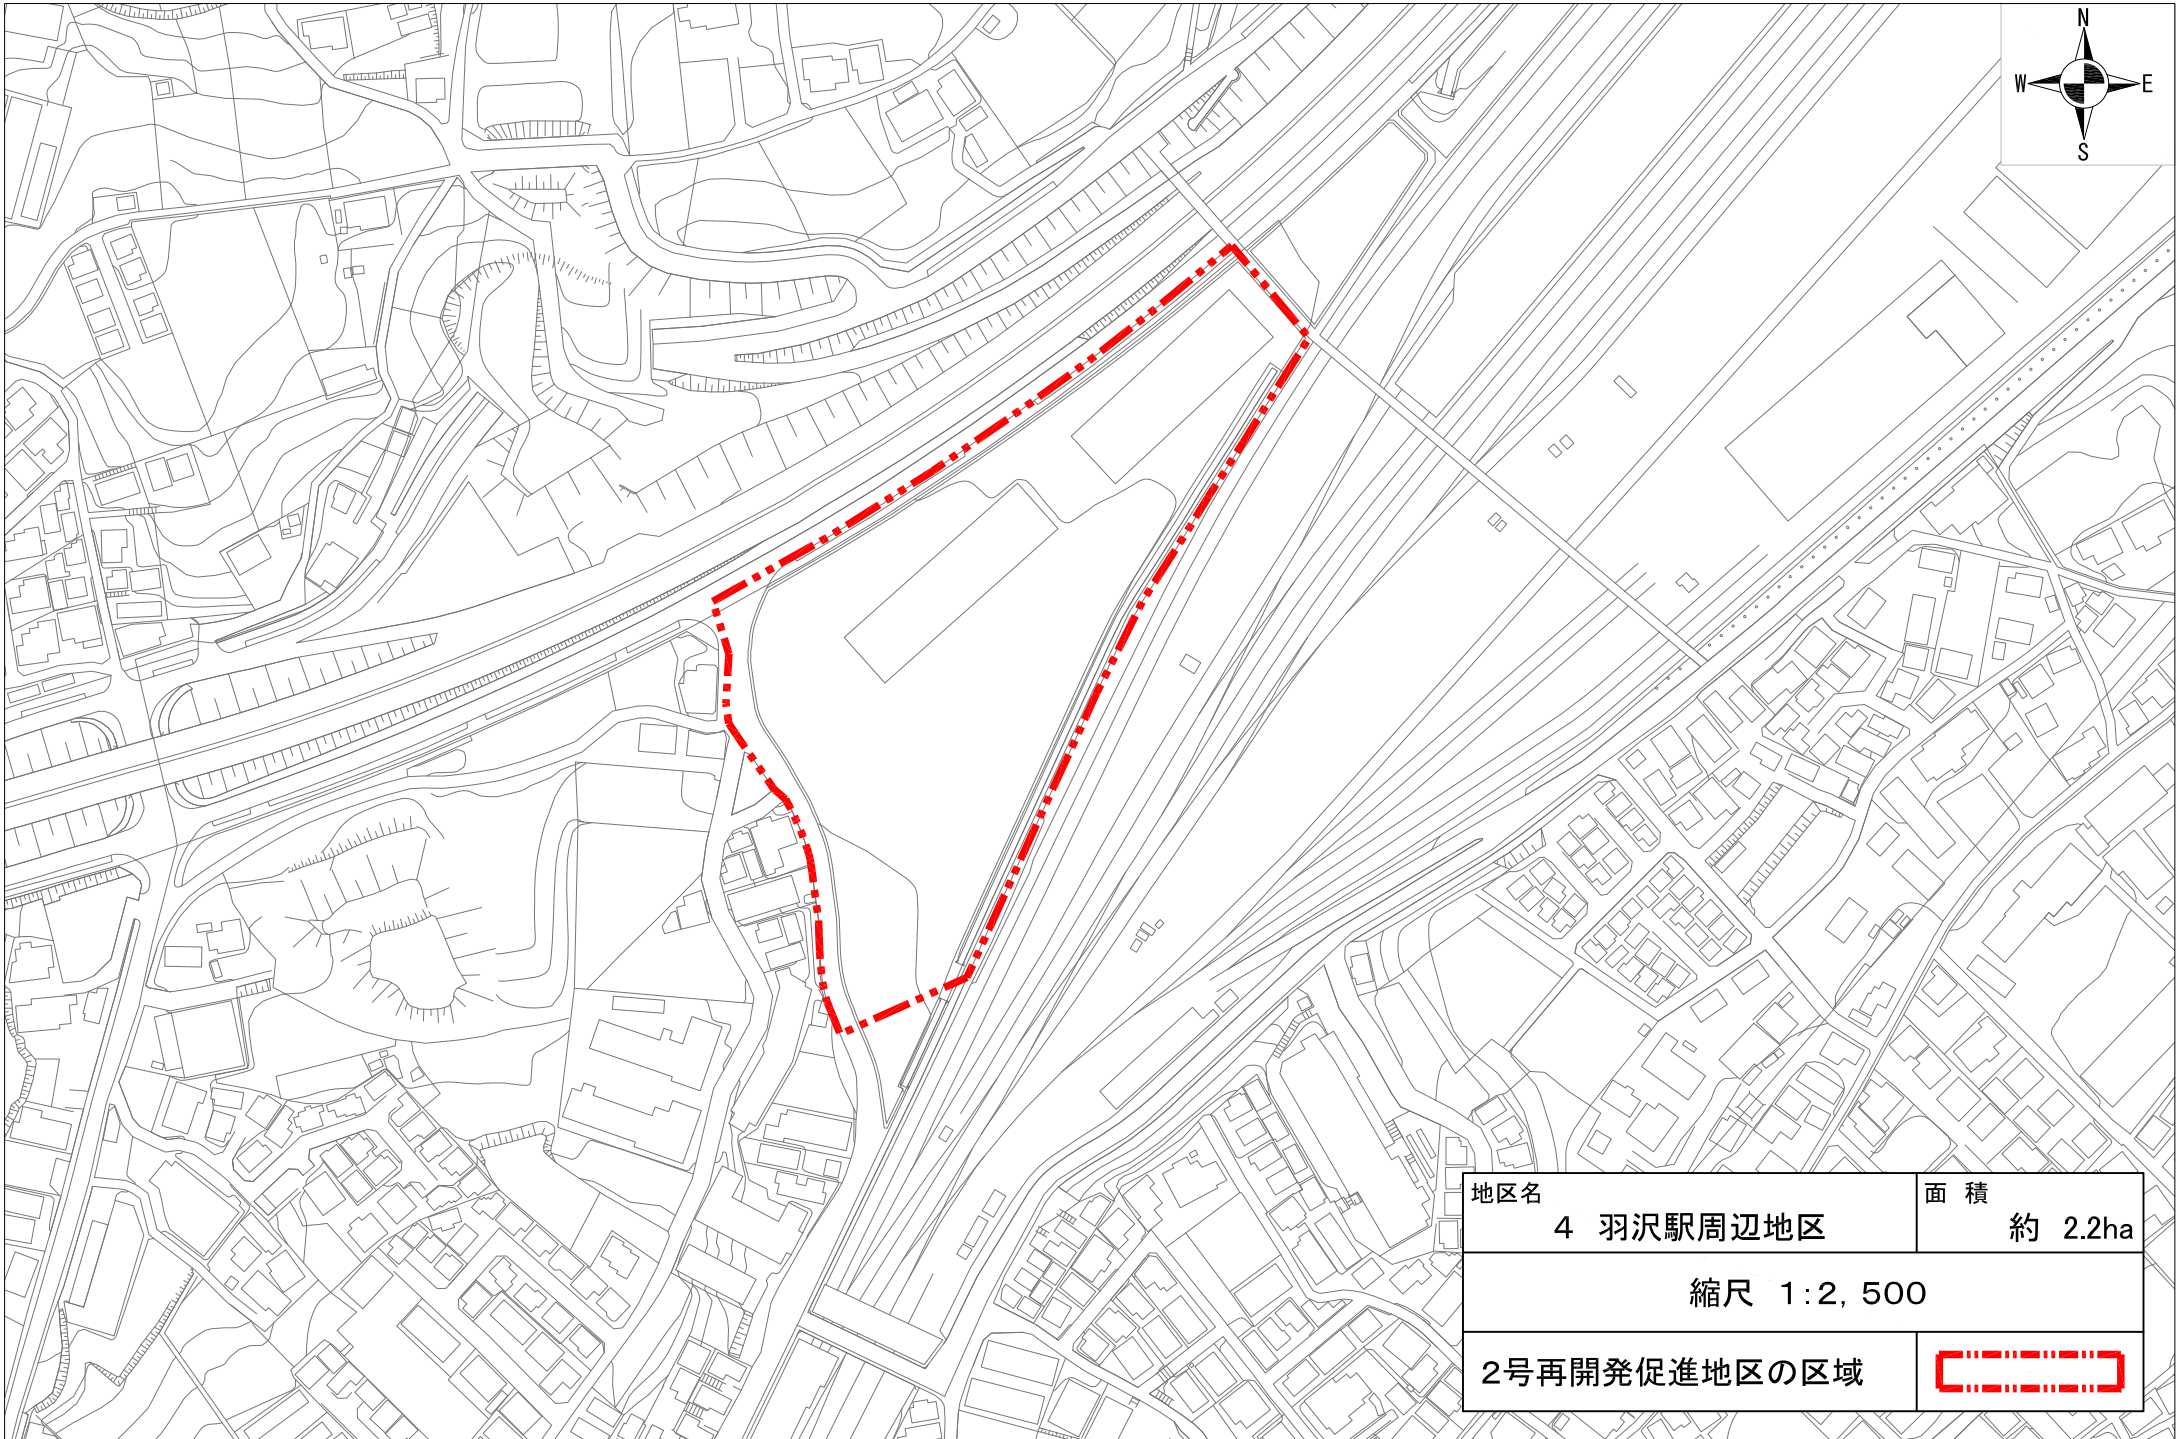 N
W E
S
地区名
4 羽沢駅周辺地区
面 積
約 2.2ha
縮尺 1:2,500
2号再開発促進地区の区域